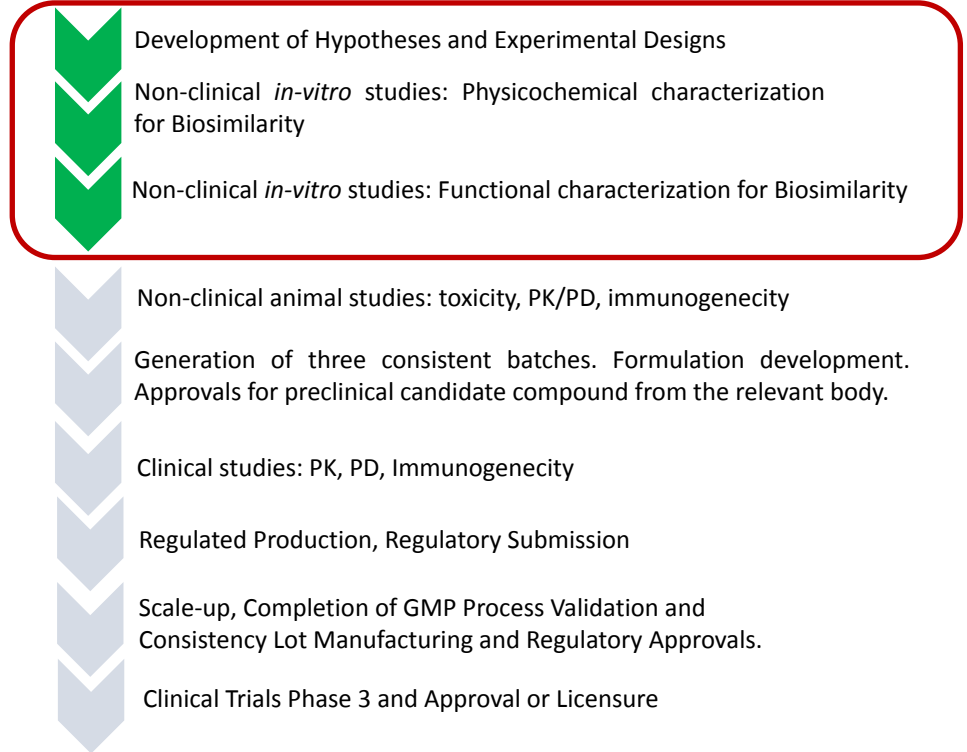 Development of Hypotheses and Experimental Designs
Non-clinical in-vitro studies: Physicochemical characterization
for Biosimilarity
Non-clinical in-vitro studies: Functional characterization for Biosimilarity
Non-clinical animal studies: toxicity, PK/PD, immunogenecity
Generation of three consistent batches. Formulation development.
Approvals for preclinical candidate compound from the relevant body.
Clinical studies: PK, PD, Immunogenecity
Regulated Production, Regulatory Submission
Scale-up, Completion of GMP Process Validation and
Consistency Lot Manufacturing and Regulatory Approvals.
Clinical Trials Phase 3 and Approval or Licensure